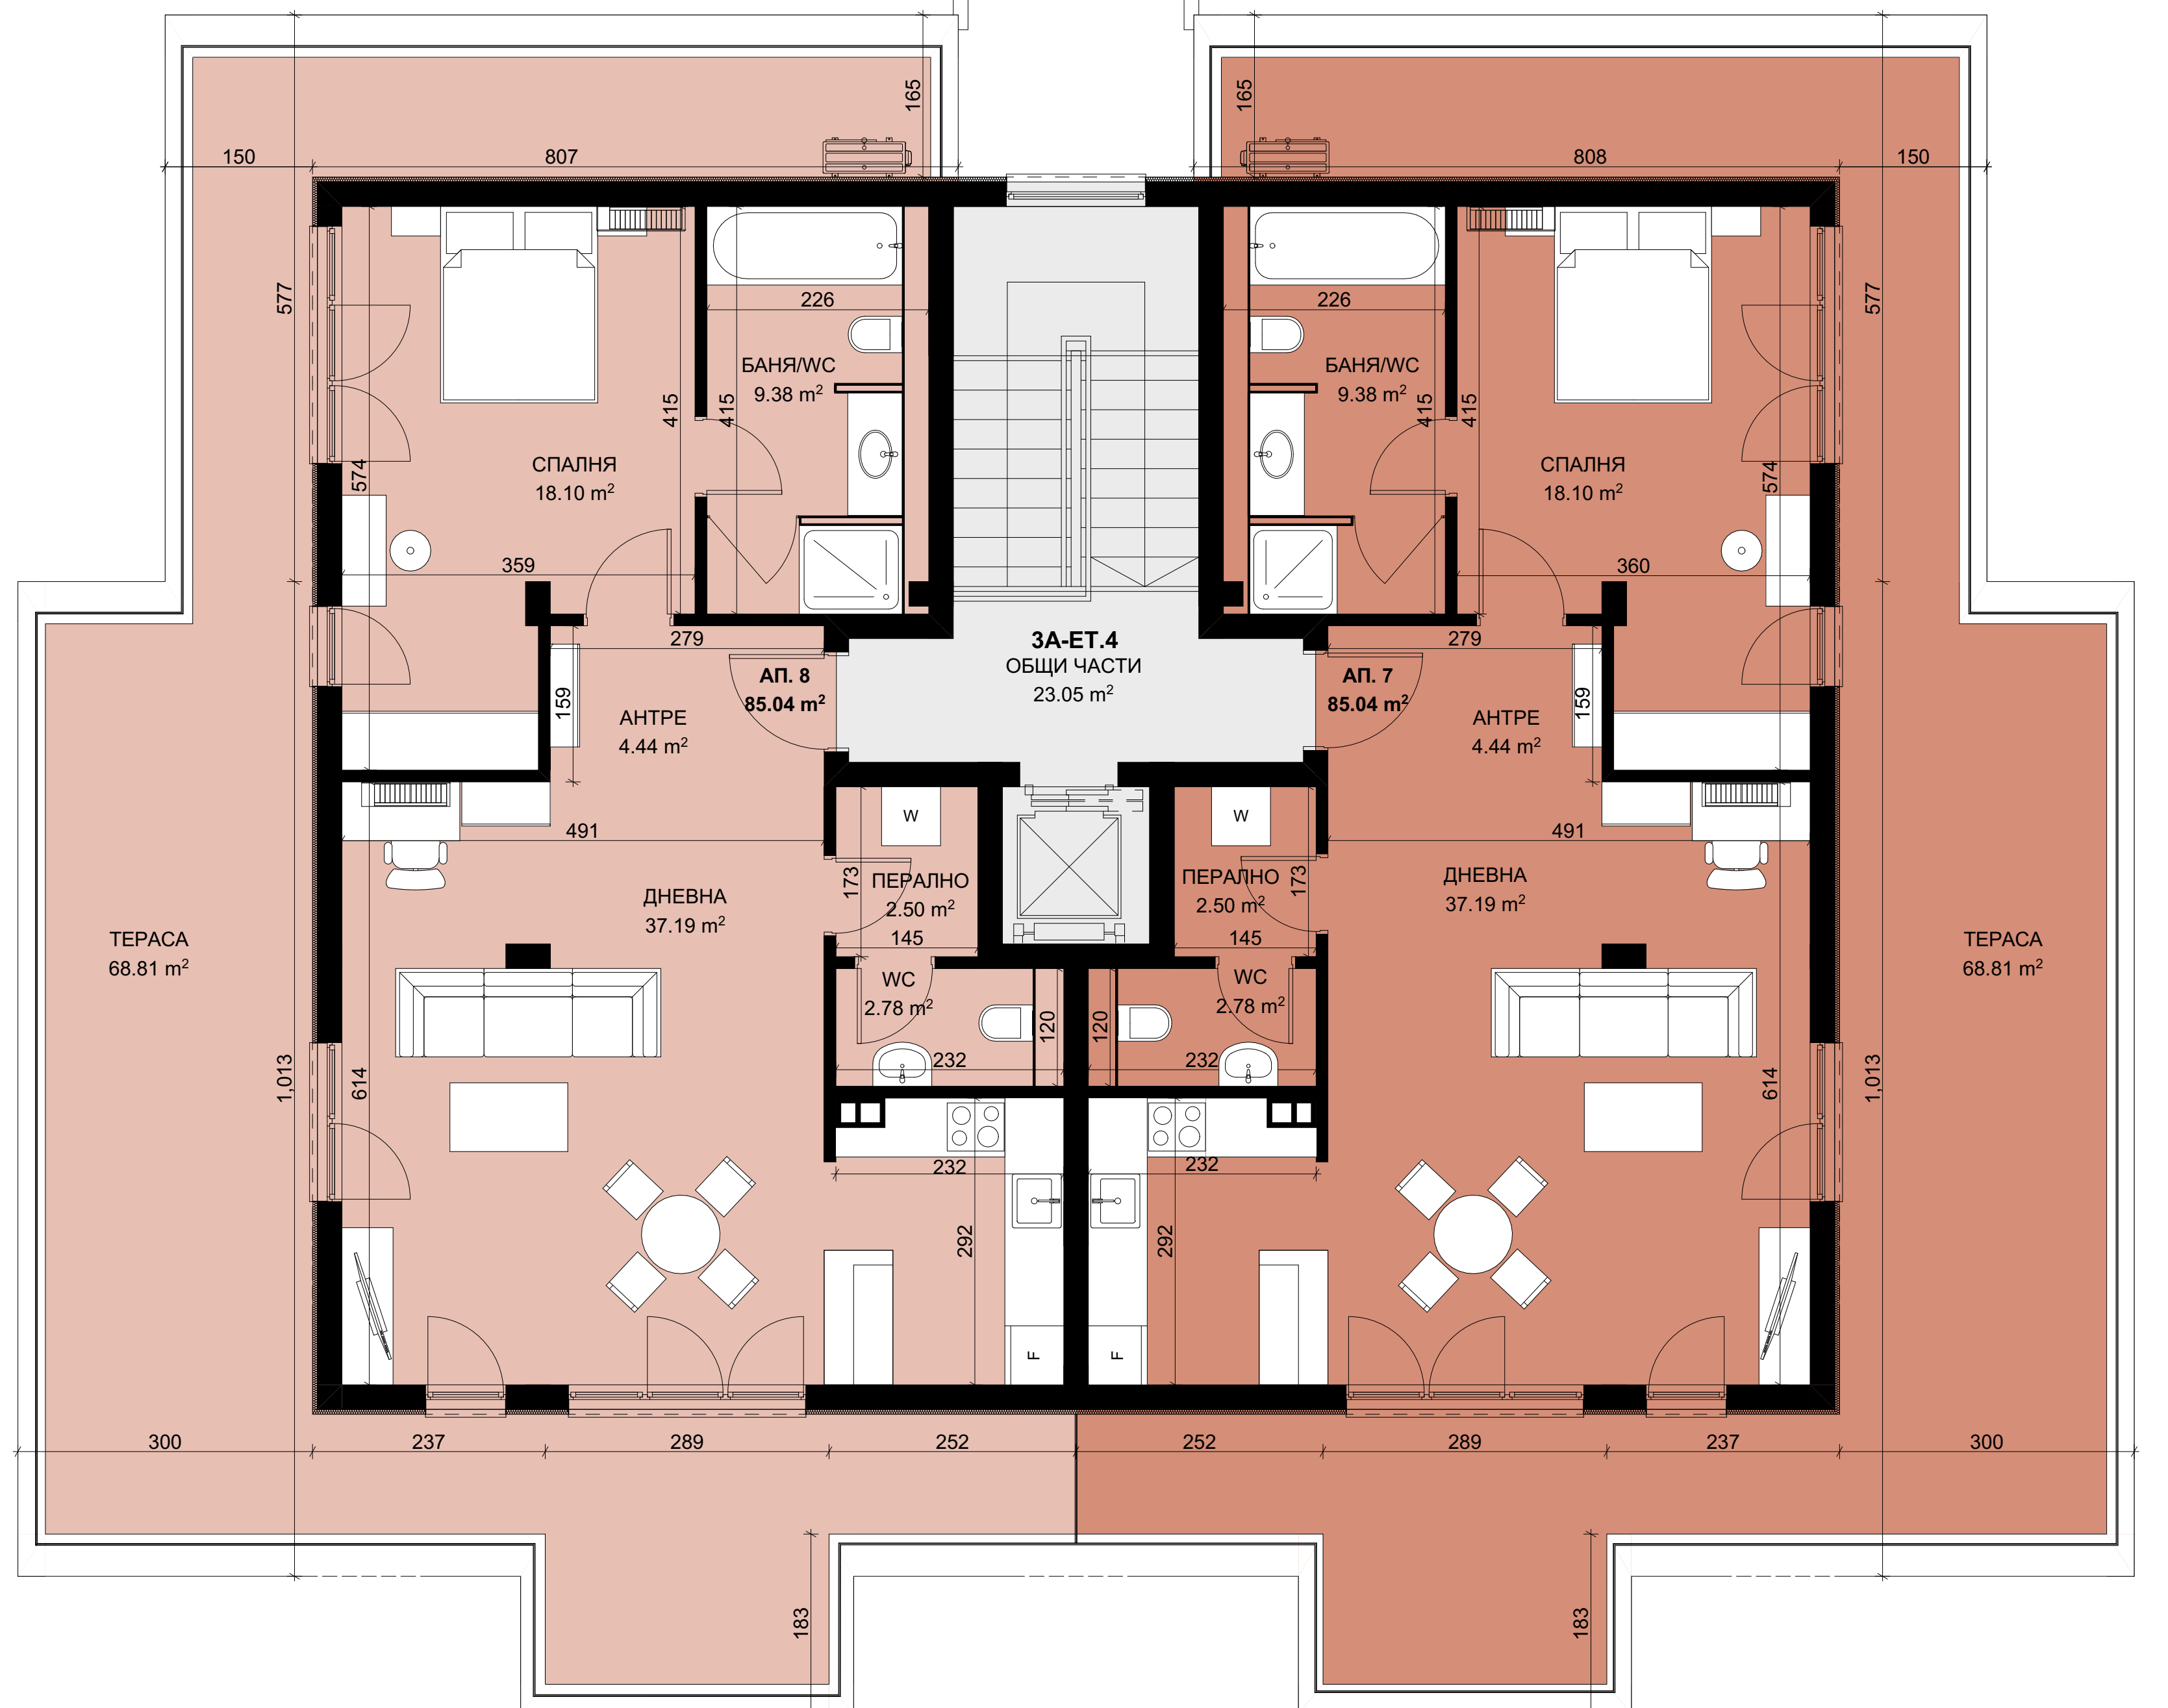 165
165
150
807
808
150
577
577
226
226
БАНЯ/WC
9.38 m²
БАНЯ/WC
9.38 m²
415
415
415
415
СПАЛНЯ
18.10 m²
СПАЛНЯ
18.10 m²
574
574
359
360
279
3А-ЕТ.4
ОБЩИ ЧАСТИ
23.05 m²
279
АП. 8
85.04 m²
АП. 7
85.04 m²
159
159
АНТРЕ
4.44 m²
АНТРЕ
4.44 m²
W
W
491
491
173
ПЕРАЛНО
2.50 m²
ПЕРАЛНО
2.50 m²
173
ДНЕВНА
37.19 m²
ДНЕВНА
37.19 m²
145
145
ТЕРАСА
68.81 m²
ТЕРАСА
68.81 m²
WC
2.78 m²
WC
2.78 m²
120
120
232
232
1,013
614
614
1,013
232
232
292
292
F
F
300
237
289
252
252
289
237
300
183
183